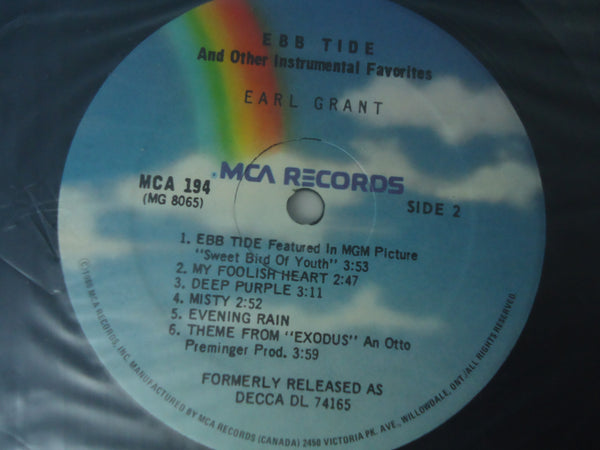 EBB TIDE
And Other Instrumental Favorites
EARL GRANT
MCA RECORDS
MCA 194
(MG 8065)
SIDE 2
1. EBB TIDE Featured In MGM Picture
"Sweet Bird Of Youth" 3:53
2. MY FOOLISH HEART 2:47
3. DEEP PURPLE 3:11
4. MISTY 2:52
5. EVENING RAIN
6. THEME FROM "EXODUS" An Otto
Preminger Prod. 3:59
FORMERLY RELEASED AS
DECCA DL 74165
©1980 MCA RECORDS, INC. MANUFACTURED BY MCA RECORDS (CANADA) 2450 VICTORIA PK. AVE., WILLOWDALE, ONT./ALL RIGHTS RESERVED.